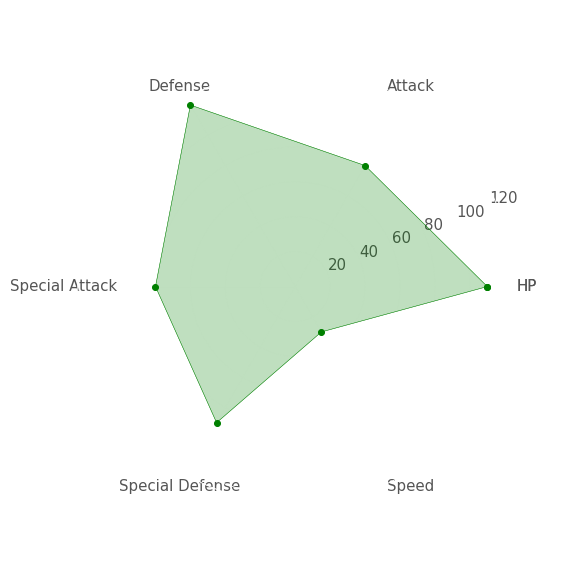 Defense
Attack
120
100
80
60
40
20
Special Attack
HP
Special Defense
Speed